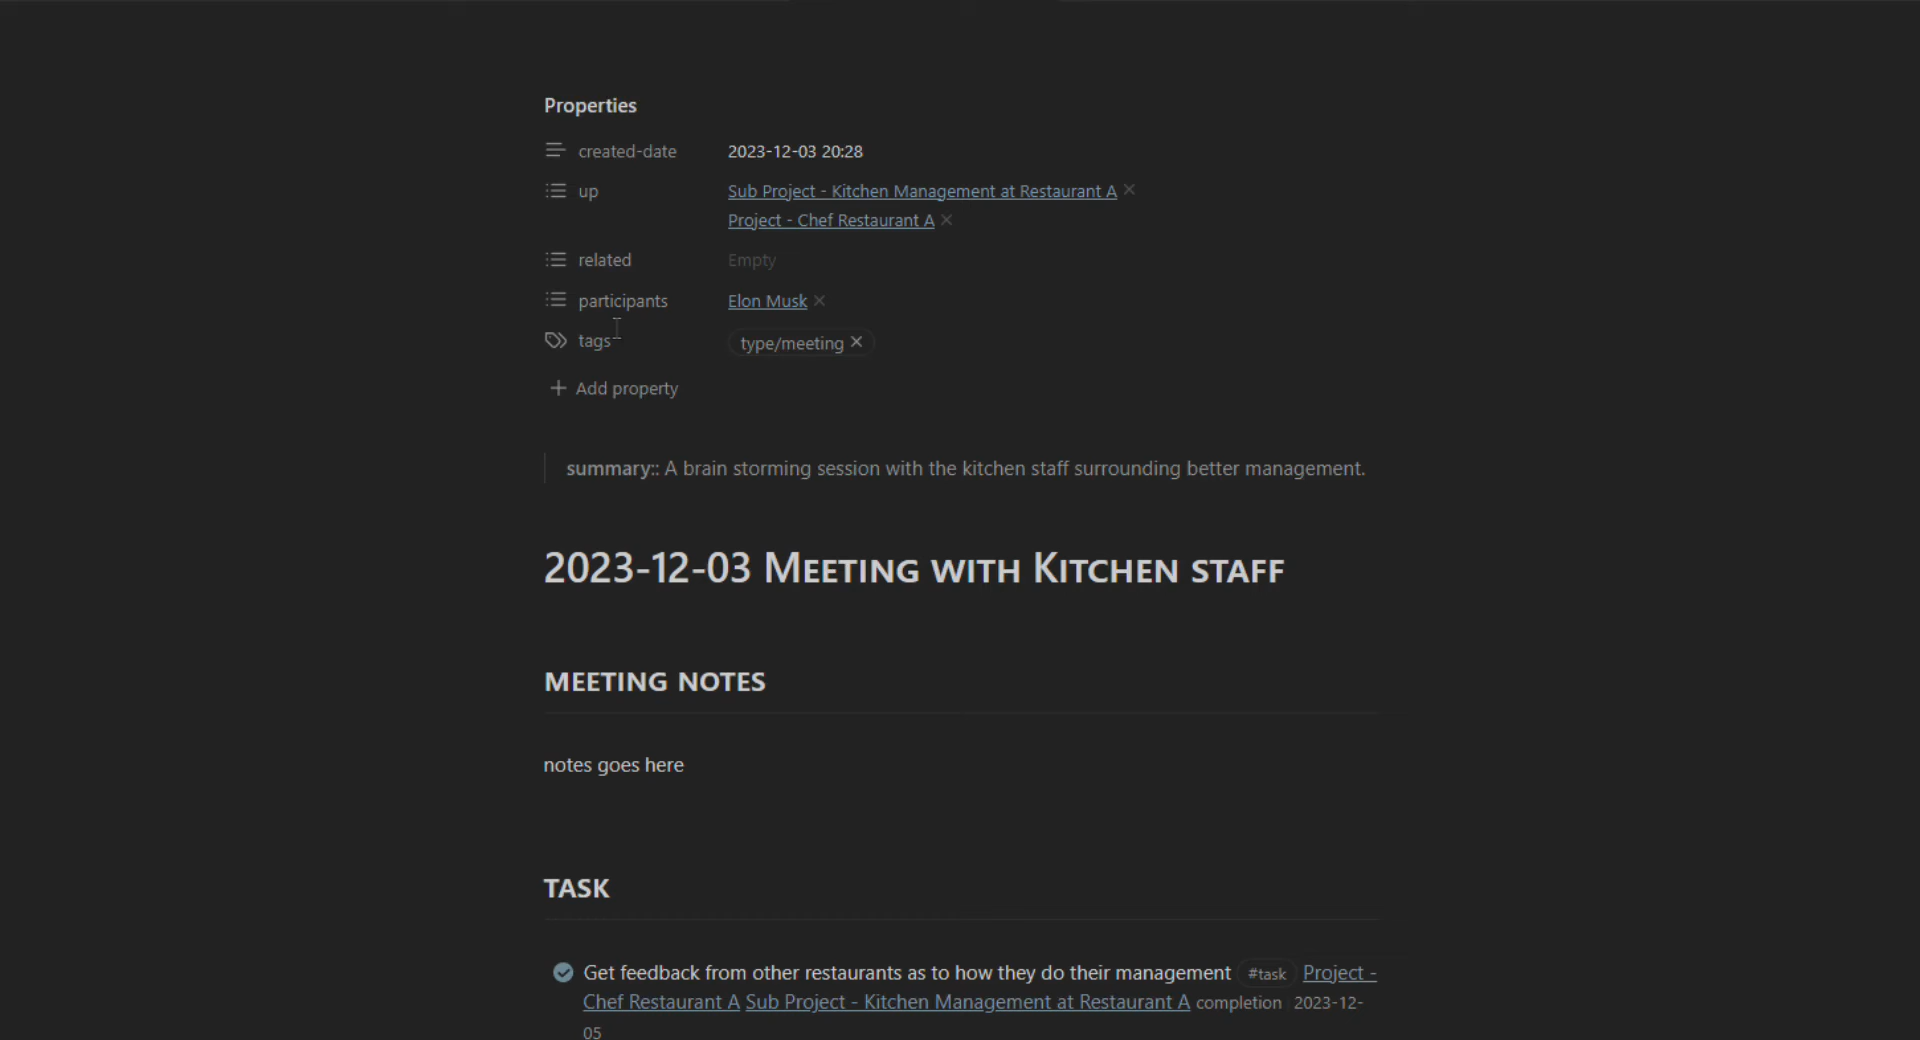 Properties
created-date 2023-12-03 20:28
up Sub Project - Kitchen Management at Restaurant A
Project - Chef Restaurant A
related Empty
participants Elon Musk
tags type/meeting
Add property
summary:: A brain storming session with the kitchen staff surrounding better management.
2023-12-03 Meeting with Kitchen staff
MEETING NOTES
notes goes here
TASK
Get feedback from other restaurants as to how they do their management #task Project -
Chef Restaurant A Sub Project - Kitchen Management at Restaurant A completion 2023-12-
05